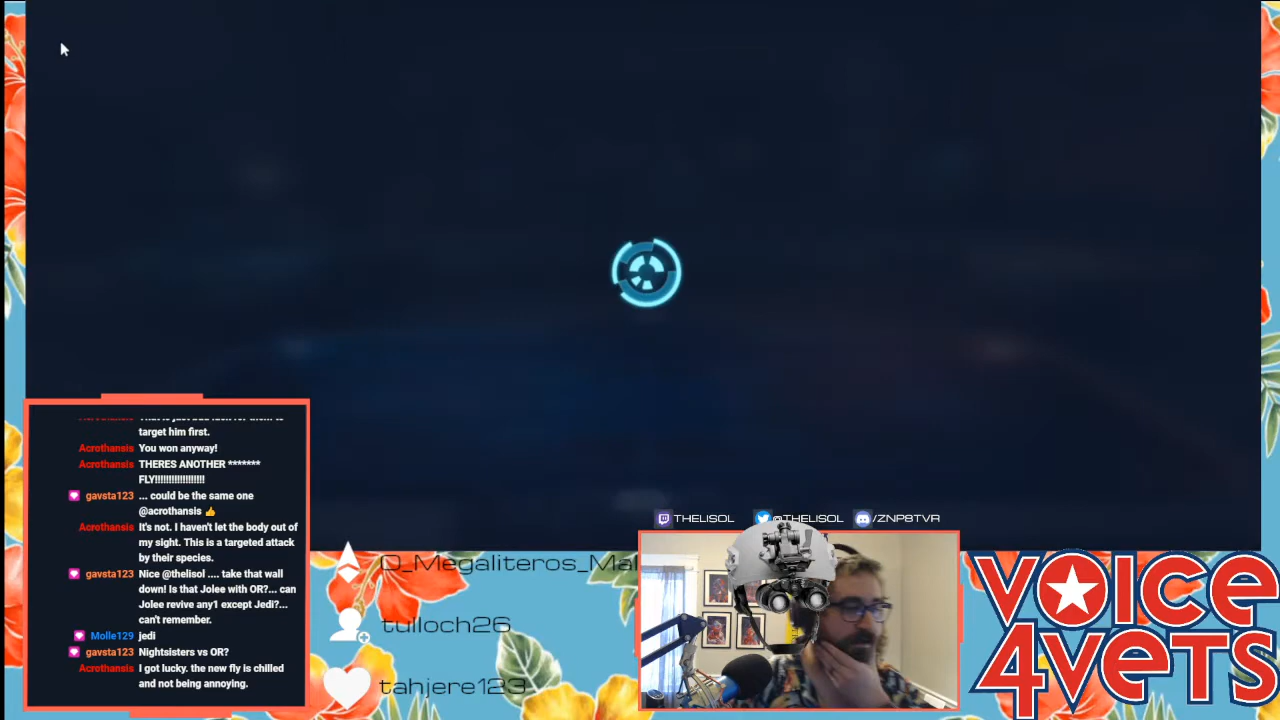 target him first.
Acrothansis You won anyway!
Acrothansis THERES ANOTHER *******
FLY!!!!!!!!!!!!!!!!!!
gavsta123 ... could be the same one
@acrothansis 👍
Acrothansis It's not. I haven't let the body out of
my sight. This is a targeted attack
by their species.
gavsta123 Nice @thelisol .... take that wall
down! Is that Jolee with OR?... can
Jolee revive any1 except Jedi?...
can't remember.
Molle129 jedi
gavsta123 Nightsisters vs OR?
Acrothansis I got lucky. the new fly is chilled
and not being annoying.
O_Megaliteros_Mal
tulloch26
tahjere123
THELISOL @THELISOL /ZNP8TVR
VOICE
4VETS